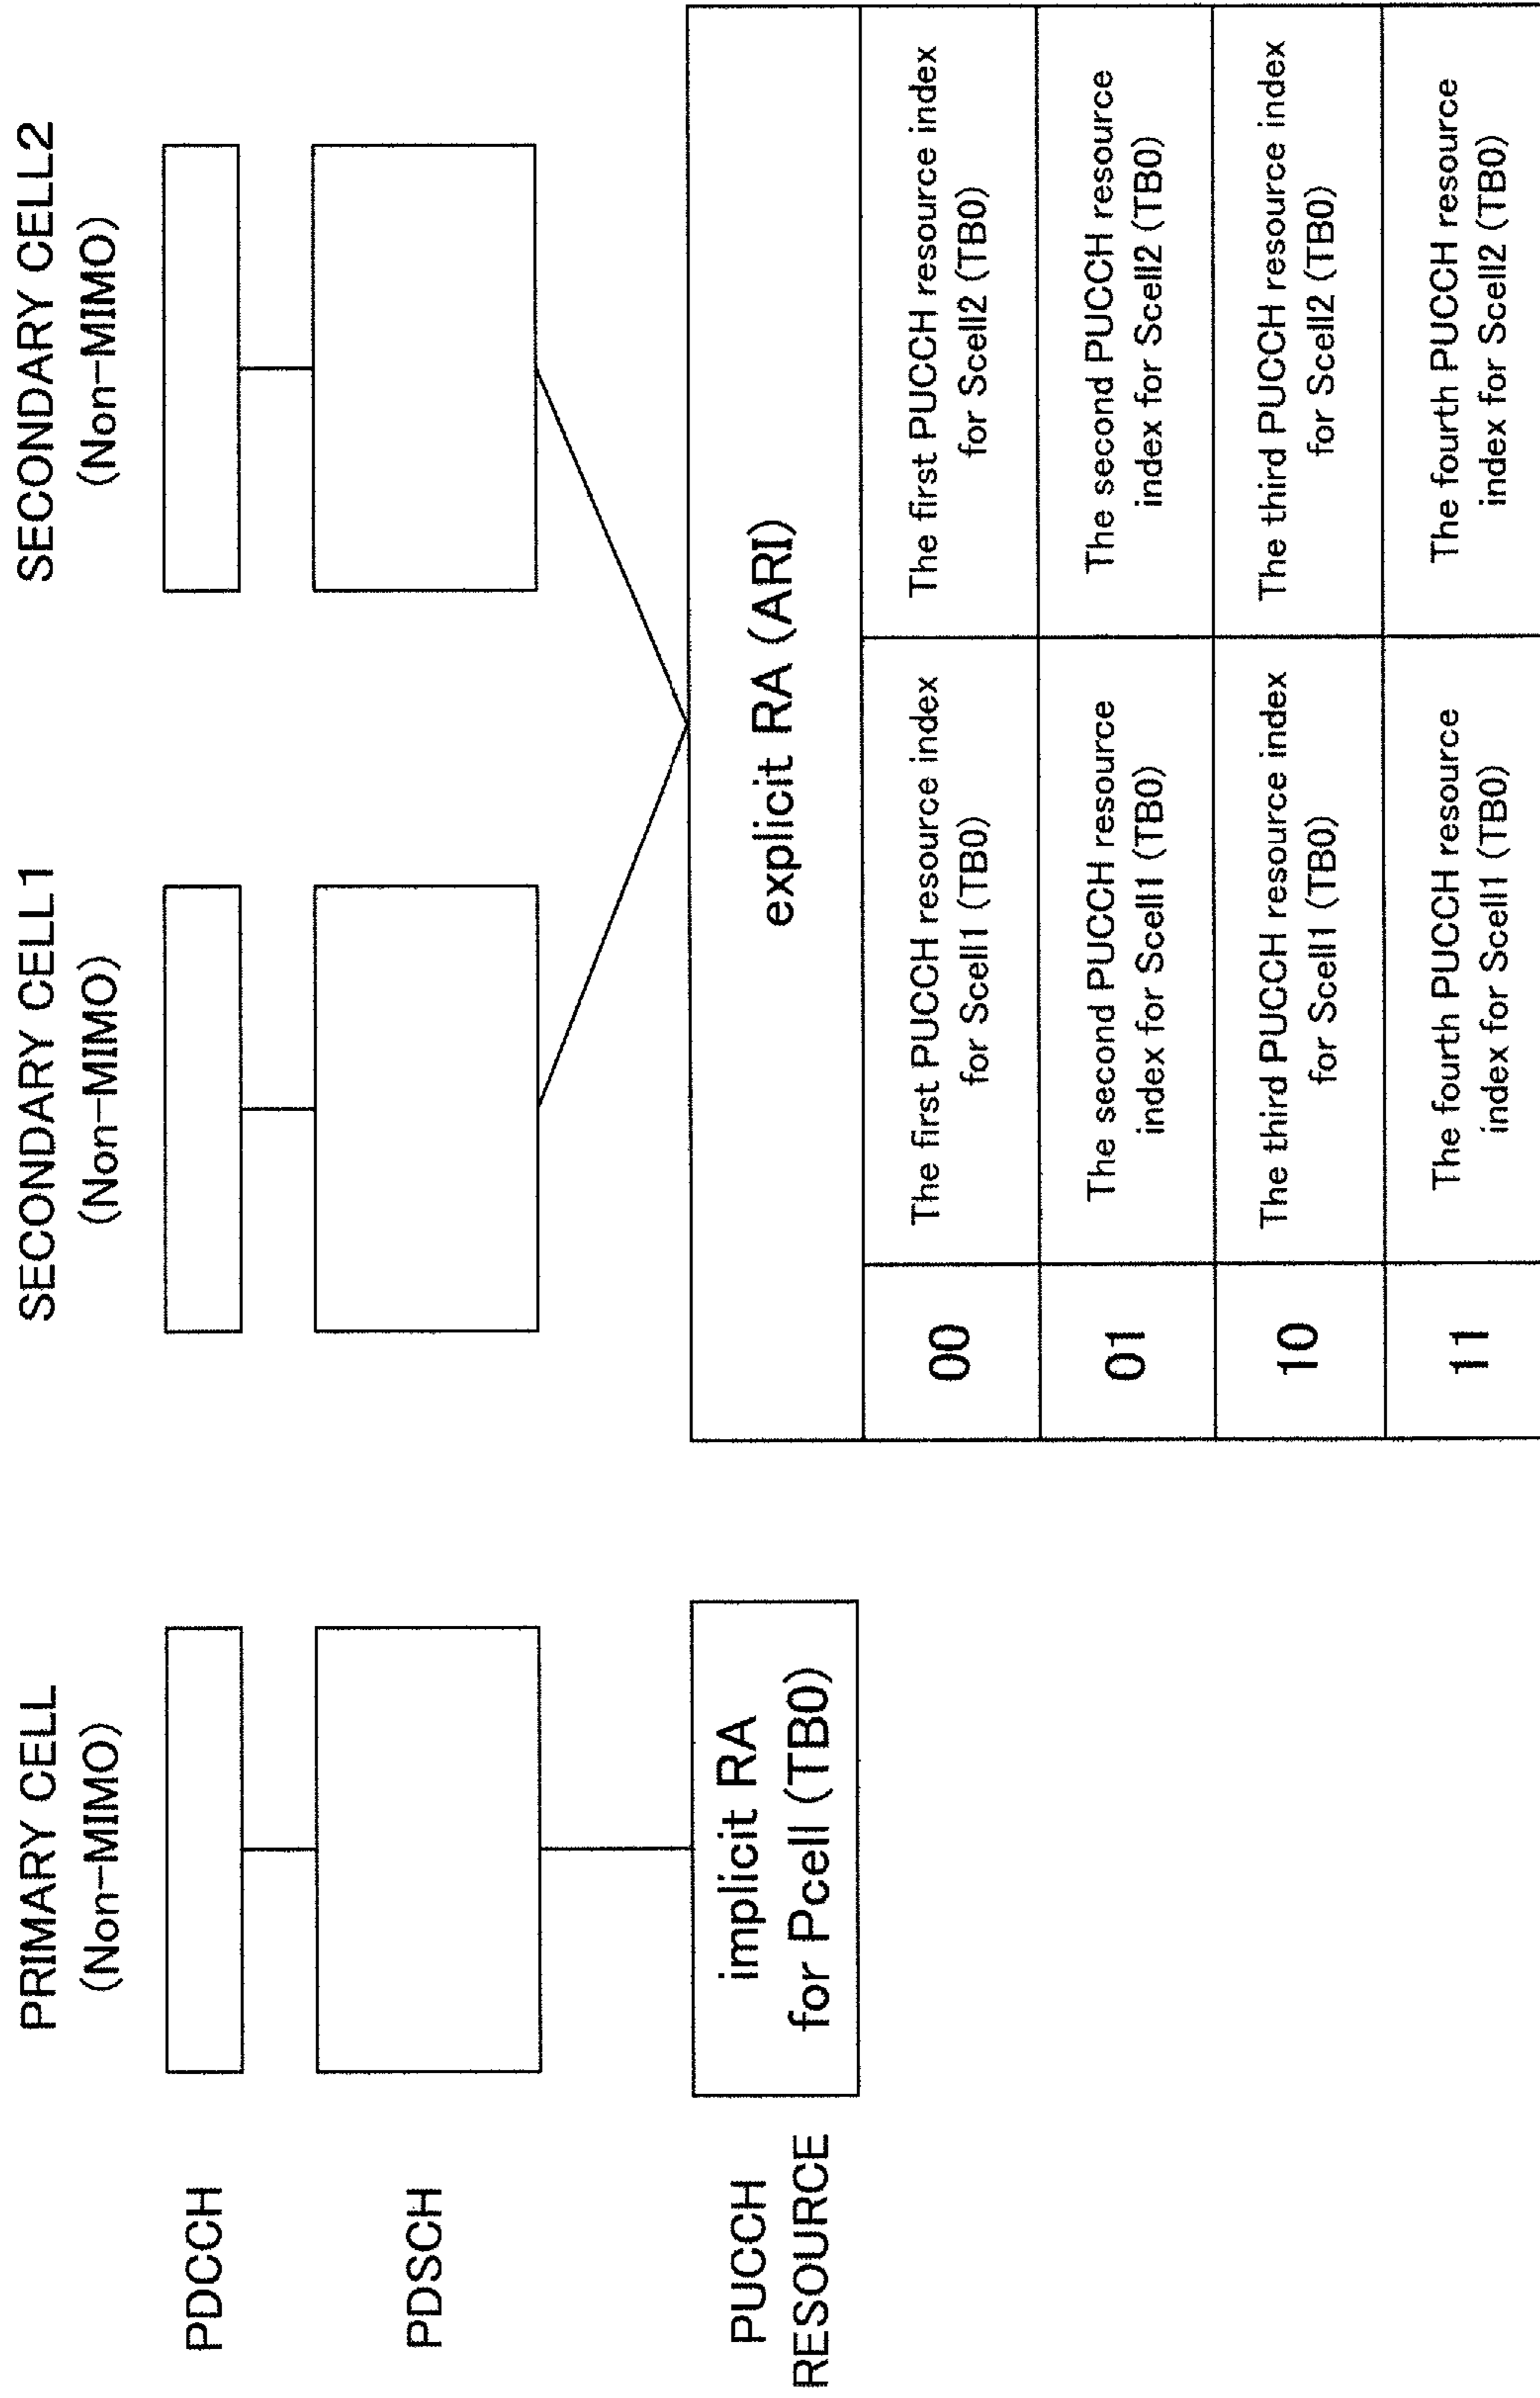 PRIMARY CELL
(Non-MIMO)
SECONDARY CELL1
(Non-MIMO)
SECONDARY CELL2
(Non-MIMO)
PDCCH
PDSCH
PUCCH
RESOURCE
implicit RA
for Pcell (TB0)
explicit RA (ARI)
00
The first PUCCH resource index
for Scell1 (TB0)
The first PUCCH resource index
for Scell2 (TB0)
01
The second PUCCH resource
index for Scell1 (TB0)
The second PUCCH resource
index for Scell2 (TB0)
10
The third PUCCH resource index
for Scell1 (TB0)
The third PUCCH resource index
for Scell2 (TB0)
11
The fourth PUCCH resource
index for Scell1 (TB0)
The fourth PUCCH resource
index for Scell2 (TB0)